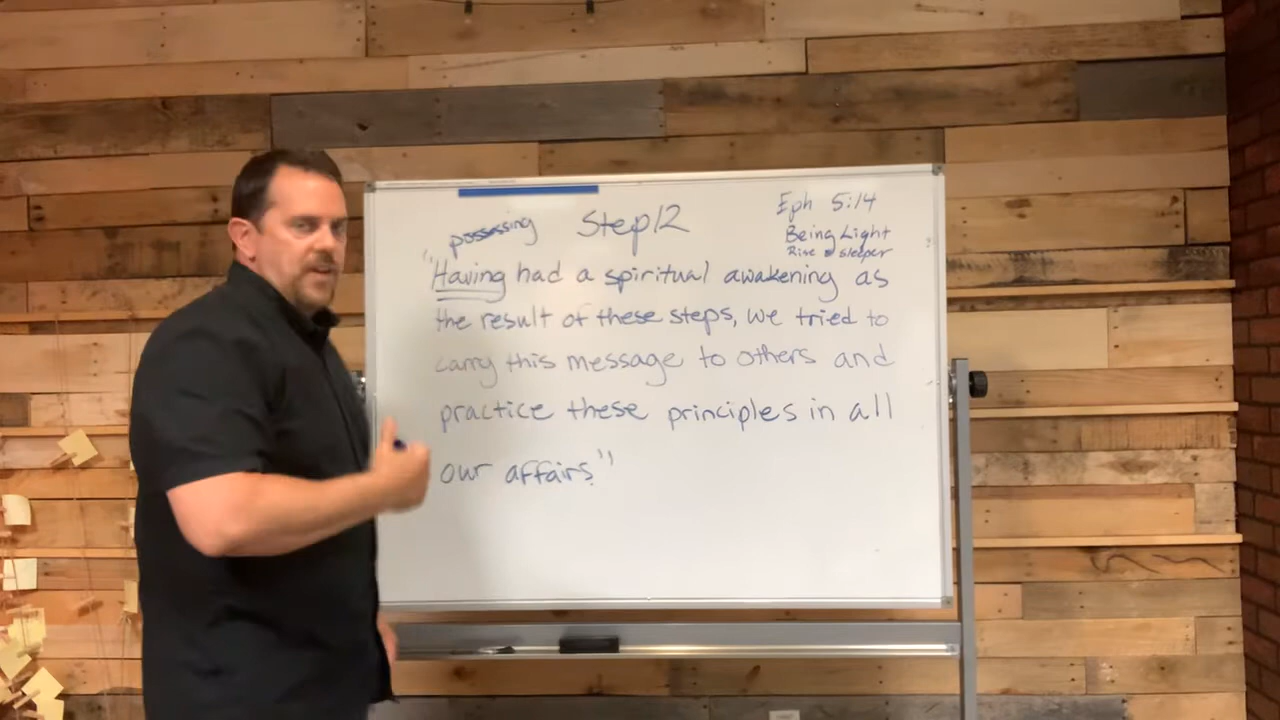 possessing Step 12
Eph 5:14
Being Light
Rise o sleeper
"Having had a spiritual awakening as
the result of these steps, we tried to
carry this message to others and
practice these principles in all
our affairs."